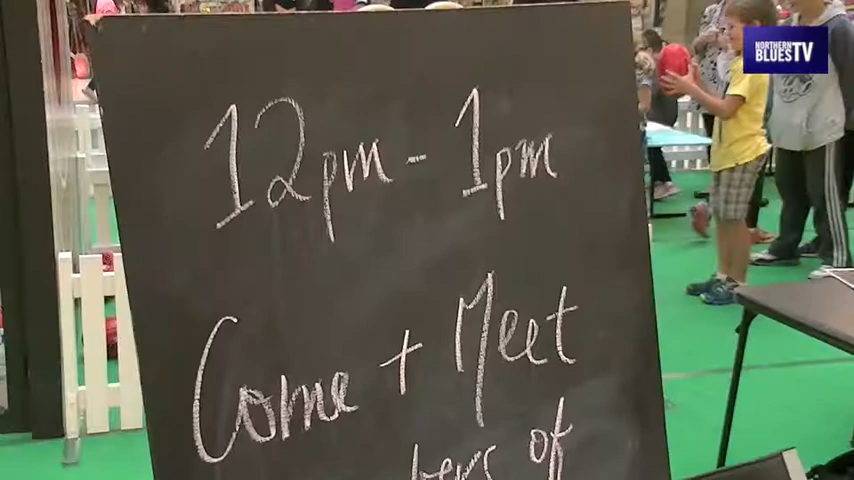 NORTHERN
BLUES TV
12pm - 1pm
Come + Meet
of